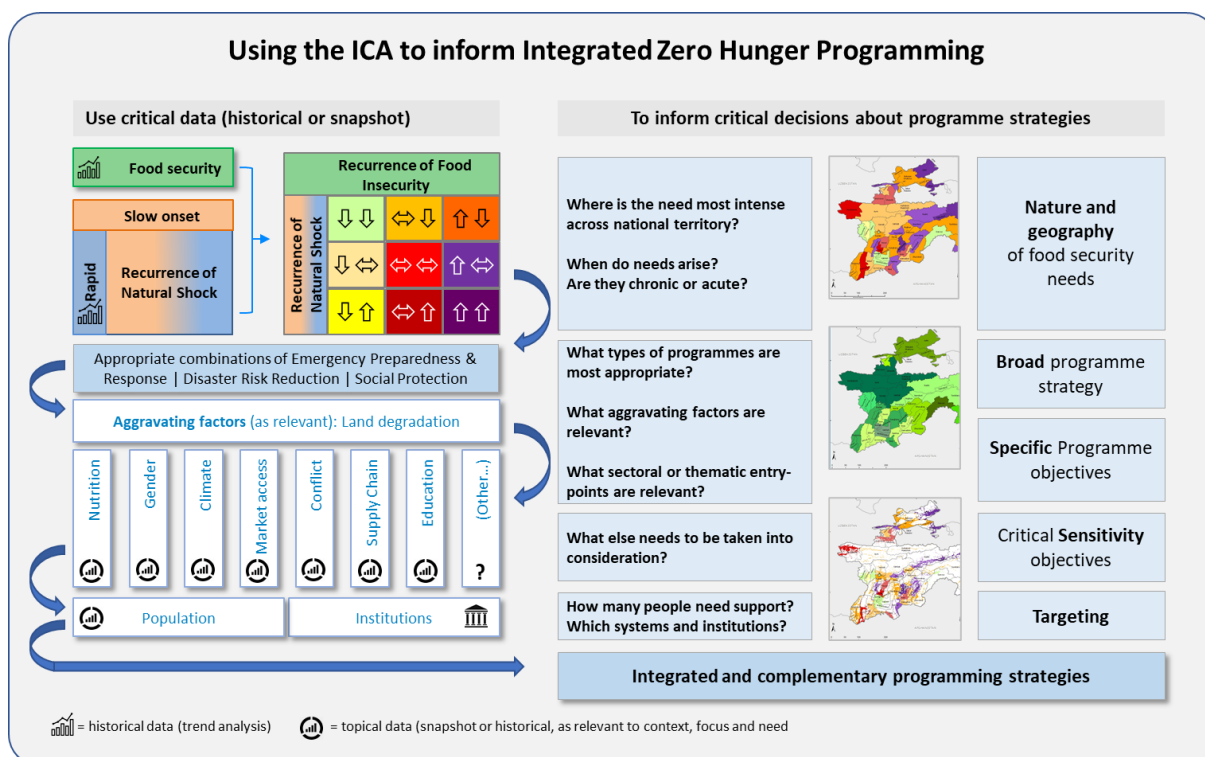 Using the ICA to inform Integrated Zero Hunger Programming
Use critical data (historical or snapshot)
Food security
Slow onset
Rapid
Recurrence of
Natural Shock
Recurrence of Food
Insecurity
Recurrence of
Natural Shock
Appropriate combinations of Emergency Preparedness &
Response | Disaster Risk Reduction | Social Protection
Aggravating factors (as relevant): Land degradation
Nutrition
Gender
Climate
Market access
Conflict
Supply Chain
Education
(Other...)
?
Population
Institutions
To inform critical decisions about programme strategies
Where is the need most intense
across national territory?
When do needs arise?
Are they chronic or acute?
Nature and
geography
of food security
needs
What types of programmes are
most appropriate?
What aggravating factors are
relevant?
What sectoral or thematic entry-
points are relevant?
Broad programme
strategy
Specific Programme
objectives
What else needs to be taken into
consideration?
Critical Sensitivity
objectives
How many people need support?
Which systems and institutions?
Targeting
Integrated and complementary programming strategies
= historical data (trend analysis)
= topical data (snapshot or historical, as relevant to context, focus and need